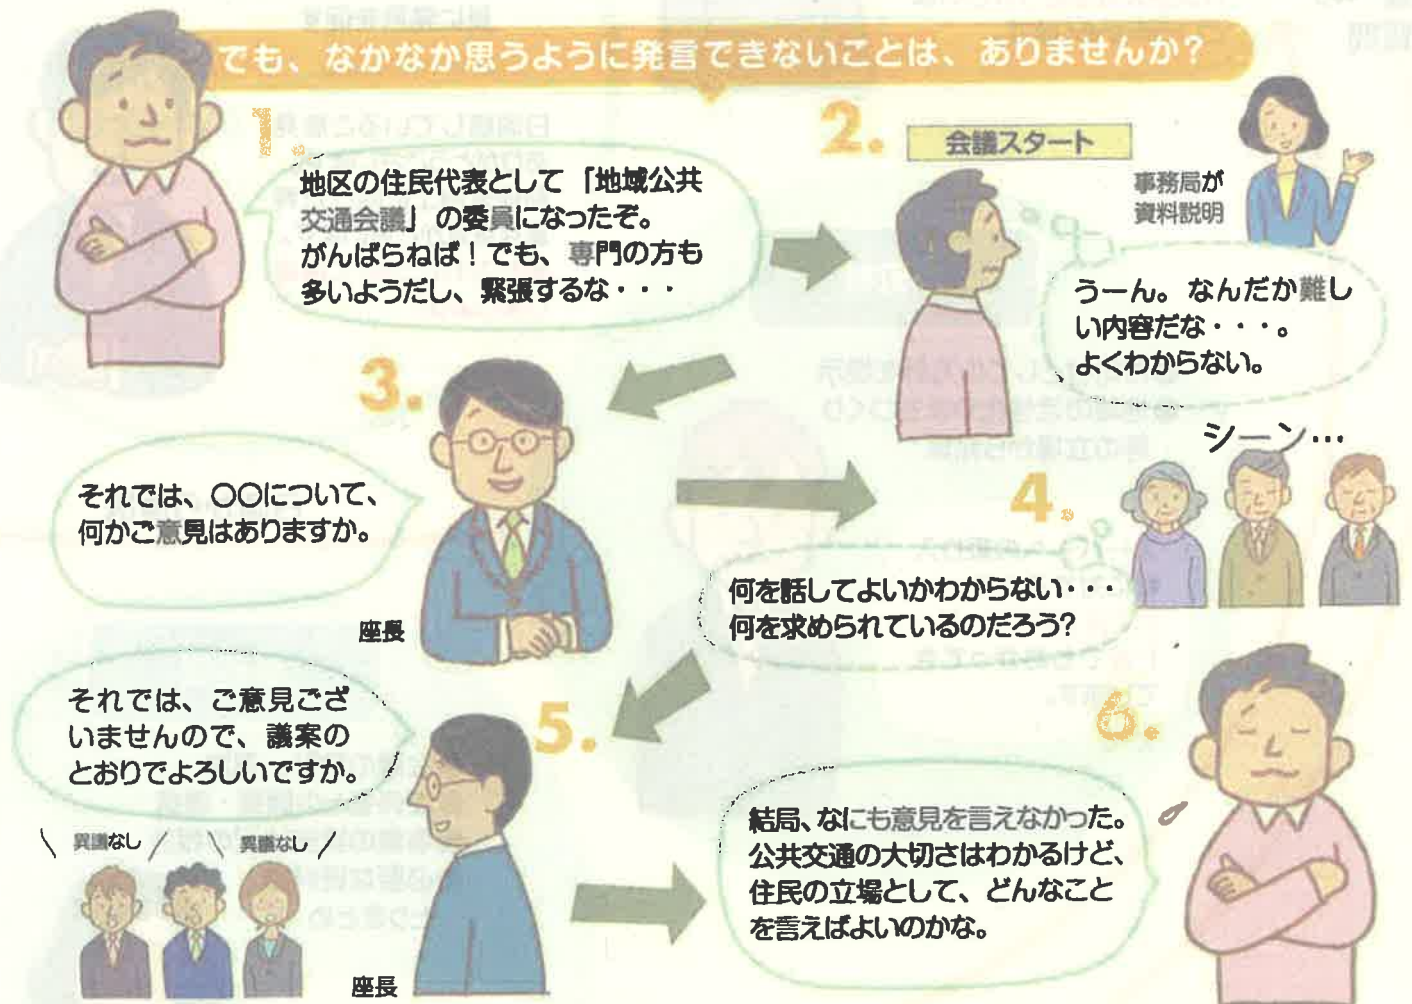 でも、なかなか思うように発言できないことは、ありませんか?
1.
地区の住民代表として「地域公共
交通会議」の委員になったぞ。
がんばらねば！でも、専門の方も
多いようだし、緊張するな・・・
2.
会議スタート
事務局が
資料説明
うーん。なんだか難し
い内容だな・・・。
よくわからない。
3.
それでは、〇〇について、
何かご意見はありますか。
座長
シーン…
4.
何を話してよいかわからない・・・
何を求められているのだろう?
5.
それでは、ご意見ござ
いませんので、議案の
とおりでよろしいですか。
異議なし
異議なし
座長
6.
結局、なにも意見を言えなかった。
公共交通の大切さはわかるけど、
住民の立場として、どんなこと
を言えばよいのかな。